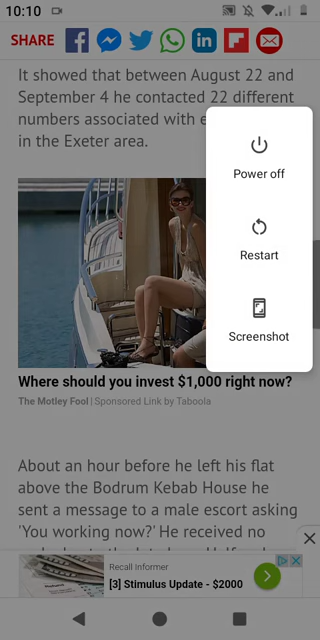 10:10
SHARE
It showed that between August 22 and
September 4 he contacted 22 different
numbers associated with
in the Exeter area.
Power off
Restart
Screenshot
Where should you invest $1,000 right now?
The Motley Fool | Sponsored Link by Taboola
About an hour before he left his flat
above the Bodrum Kebab House he
sent a message to a male escort asking
'You working now?' He received no
Recall Informer
[3] Stimulus Update - $2000